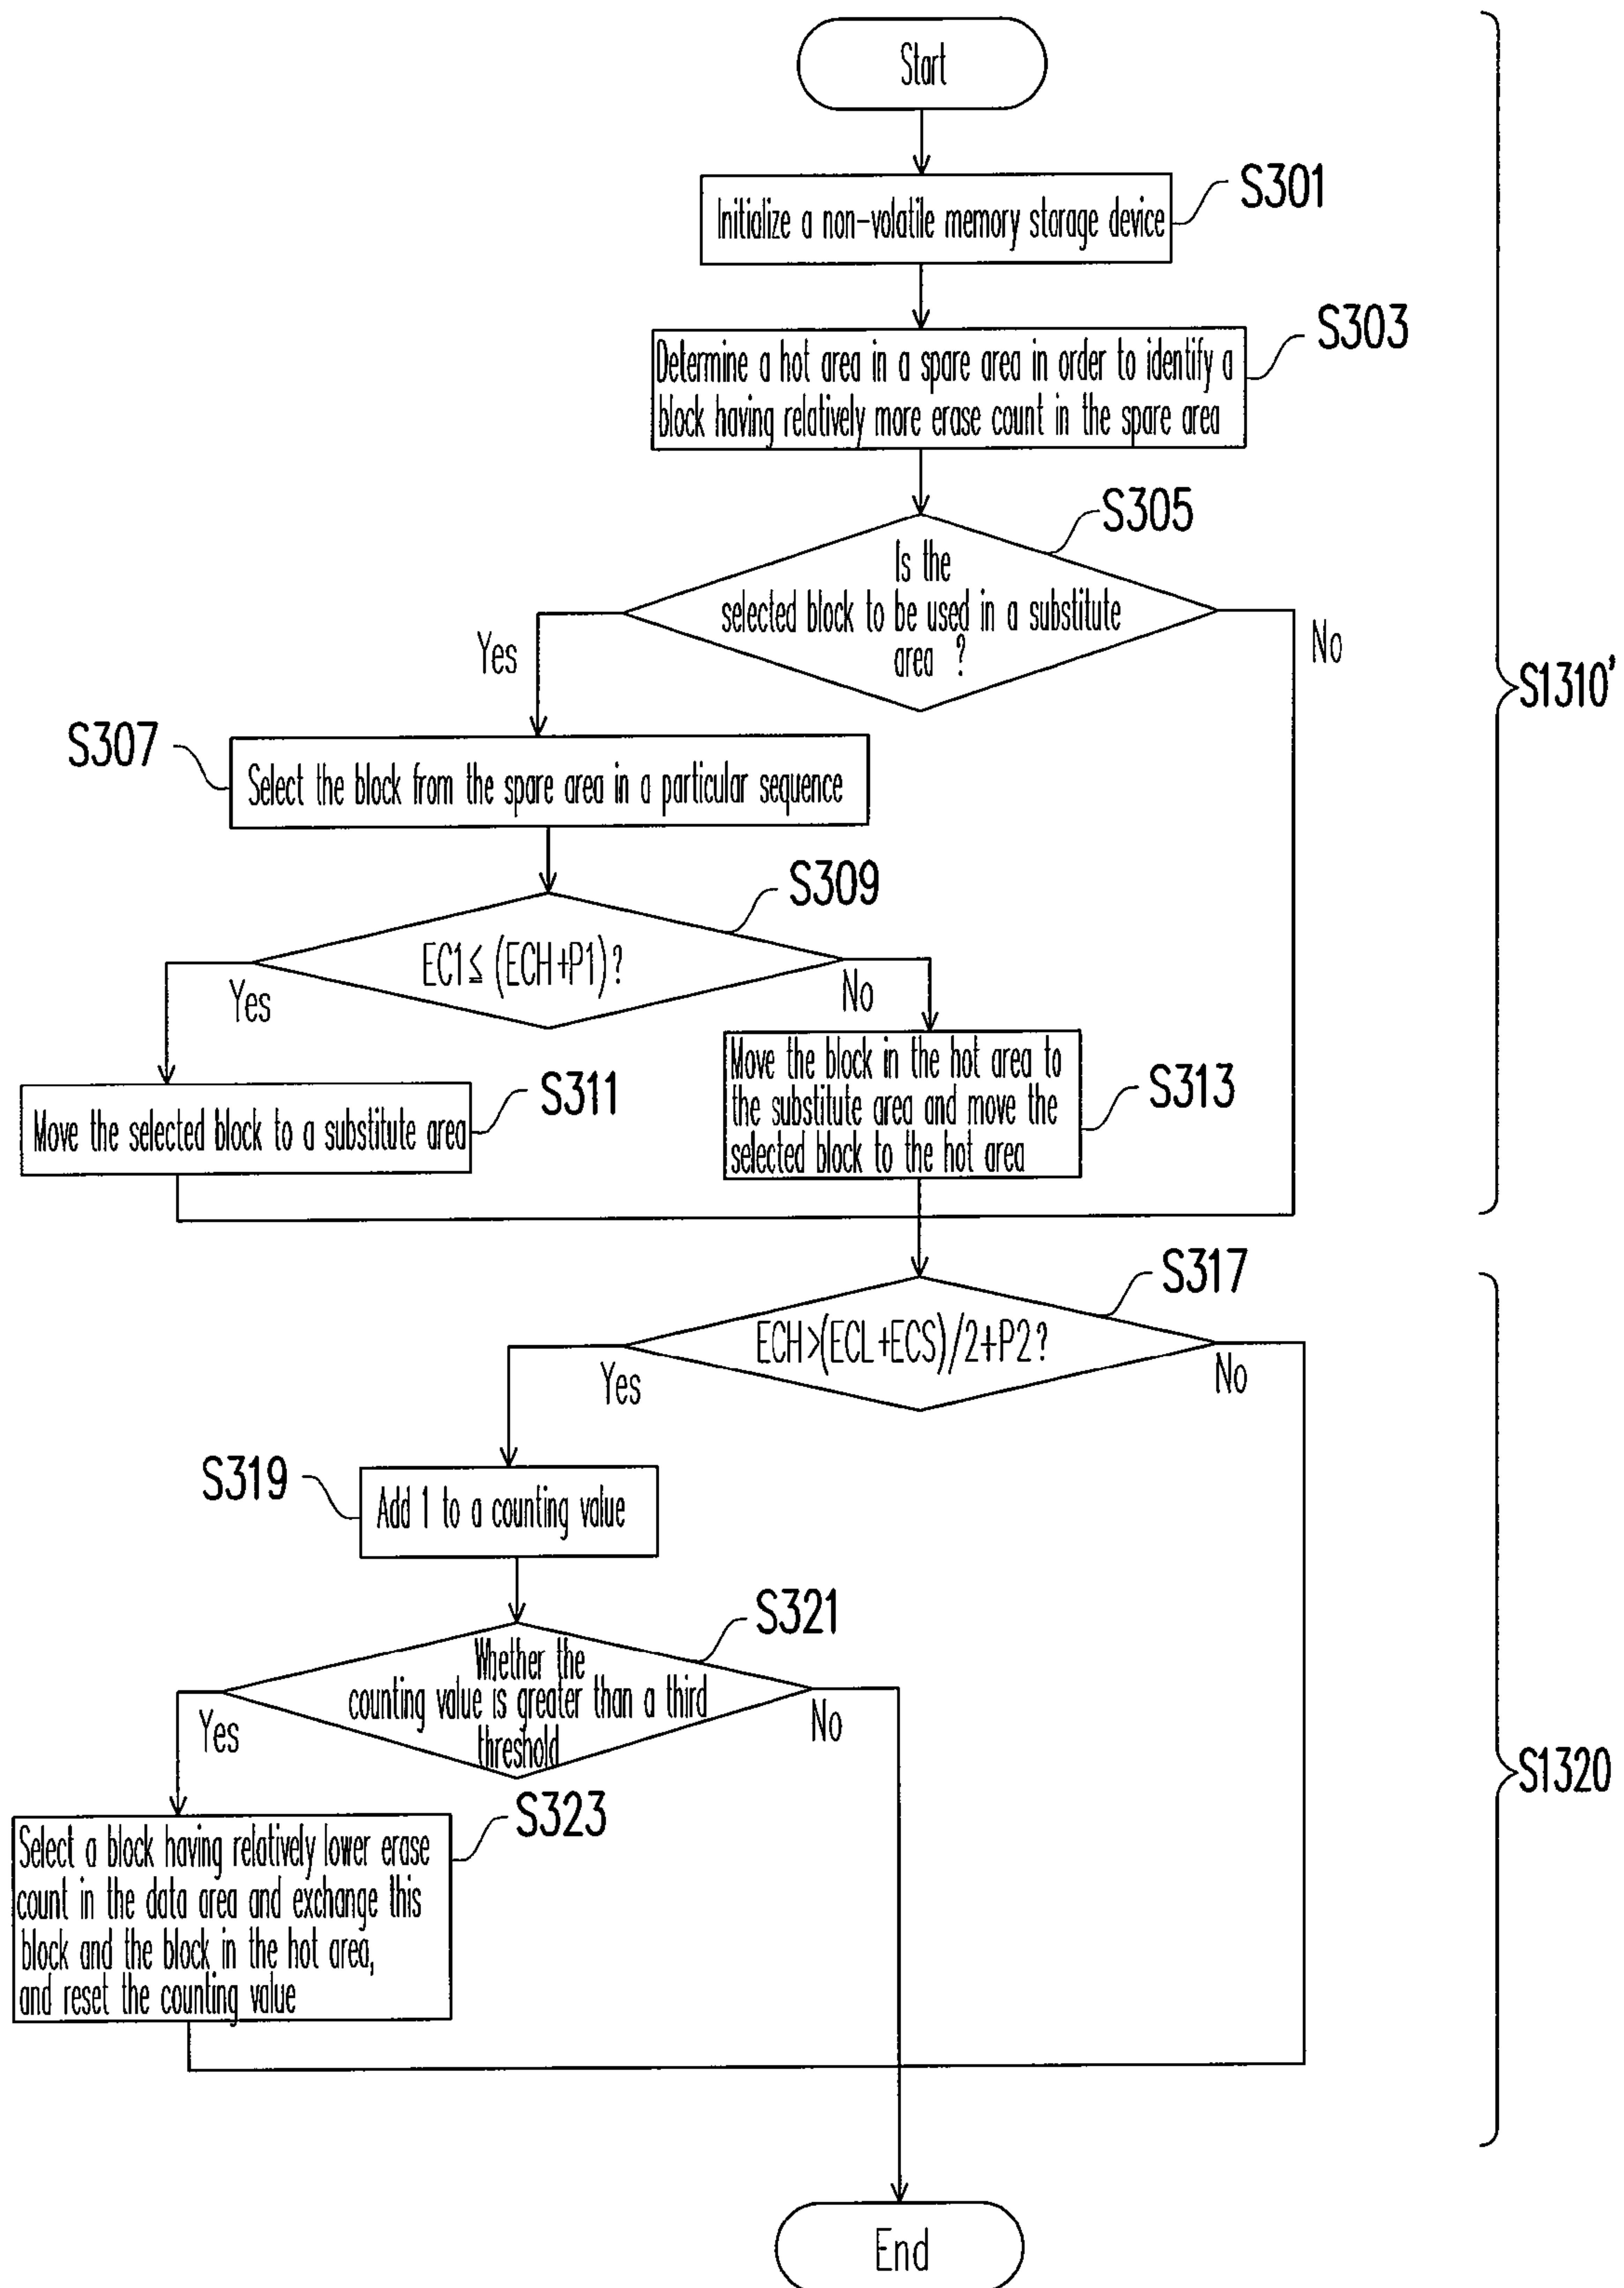 Start
S301
Initialize a non-volatile memory storage device
S303
Determine a hot area in a spare area in order to identify a
block having relatively more erase count in the spare area
S305
Is the
selected block to be used in a substitute
area ?
Yes
No
S1310'
S307
Select the block from the spare area in a particular sequence
S309
EC1≦(ECH+P1)?
Yes
No
S311
Move the selected block to a substitute area
Move the block in the hot area to
the substitute area and move the
selected block to the hot area
S313
S317
ECH>(ECL+ECS)/2+P2?
Yes
No
S319
Add 1 to a counting value
S321
Whether the
counting value is greater than a third
threshold
Yes
No
S1320
S323
Select a block having relatively lower erase
count in the data area and exchange this
block and the block in the hot area,
and reset the counting value
End